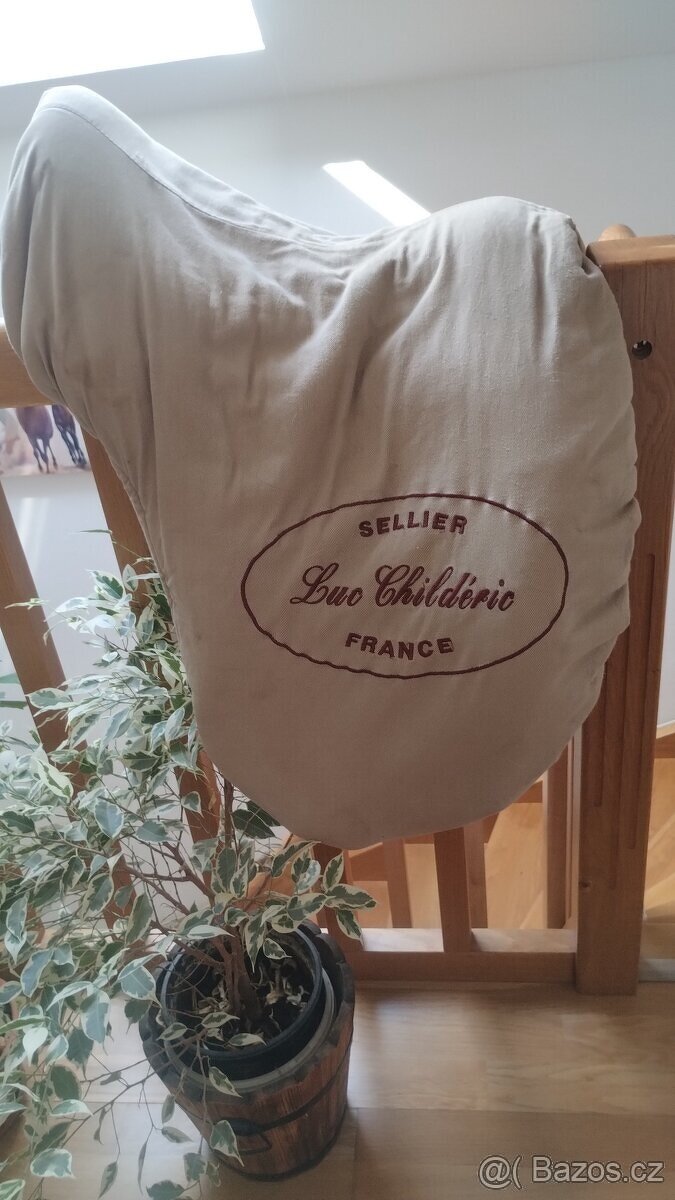 SELLIER
Luc Childéric
FRANCE
@( Bazos.cz